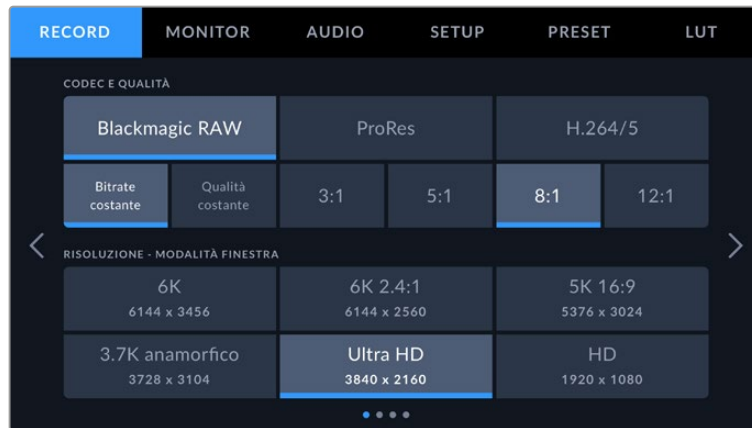 RECORD MONITOR AUDIO SETUP PRESET LUT
CODEC E QUALITÀ
Blackmagic RAW ProRes H.264/5
Bitrate costante Qualità costante 3:1 5:1 8:1 12:1
RISOLUZIONE - MODALITÀ FINESTRA
6K 6K 2.4:1 5K 16:9
6144 x 3456 6144 x 2560 5376 x 3024
3.7K anamorfico Ultra HD HD
3728 x 3104 3840 x 2160 1920 x 1080